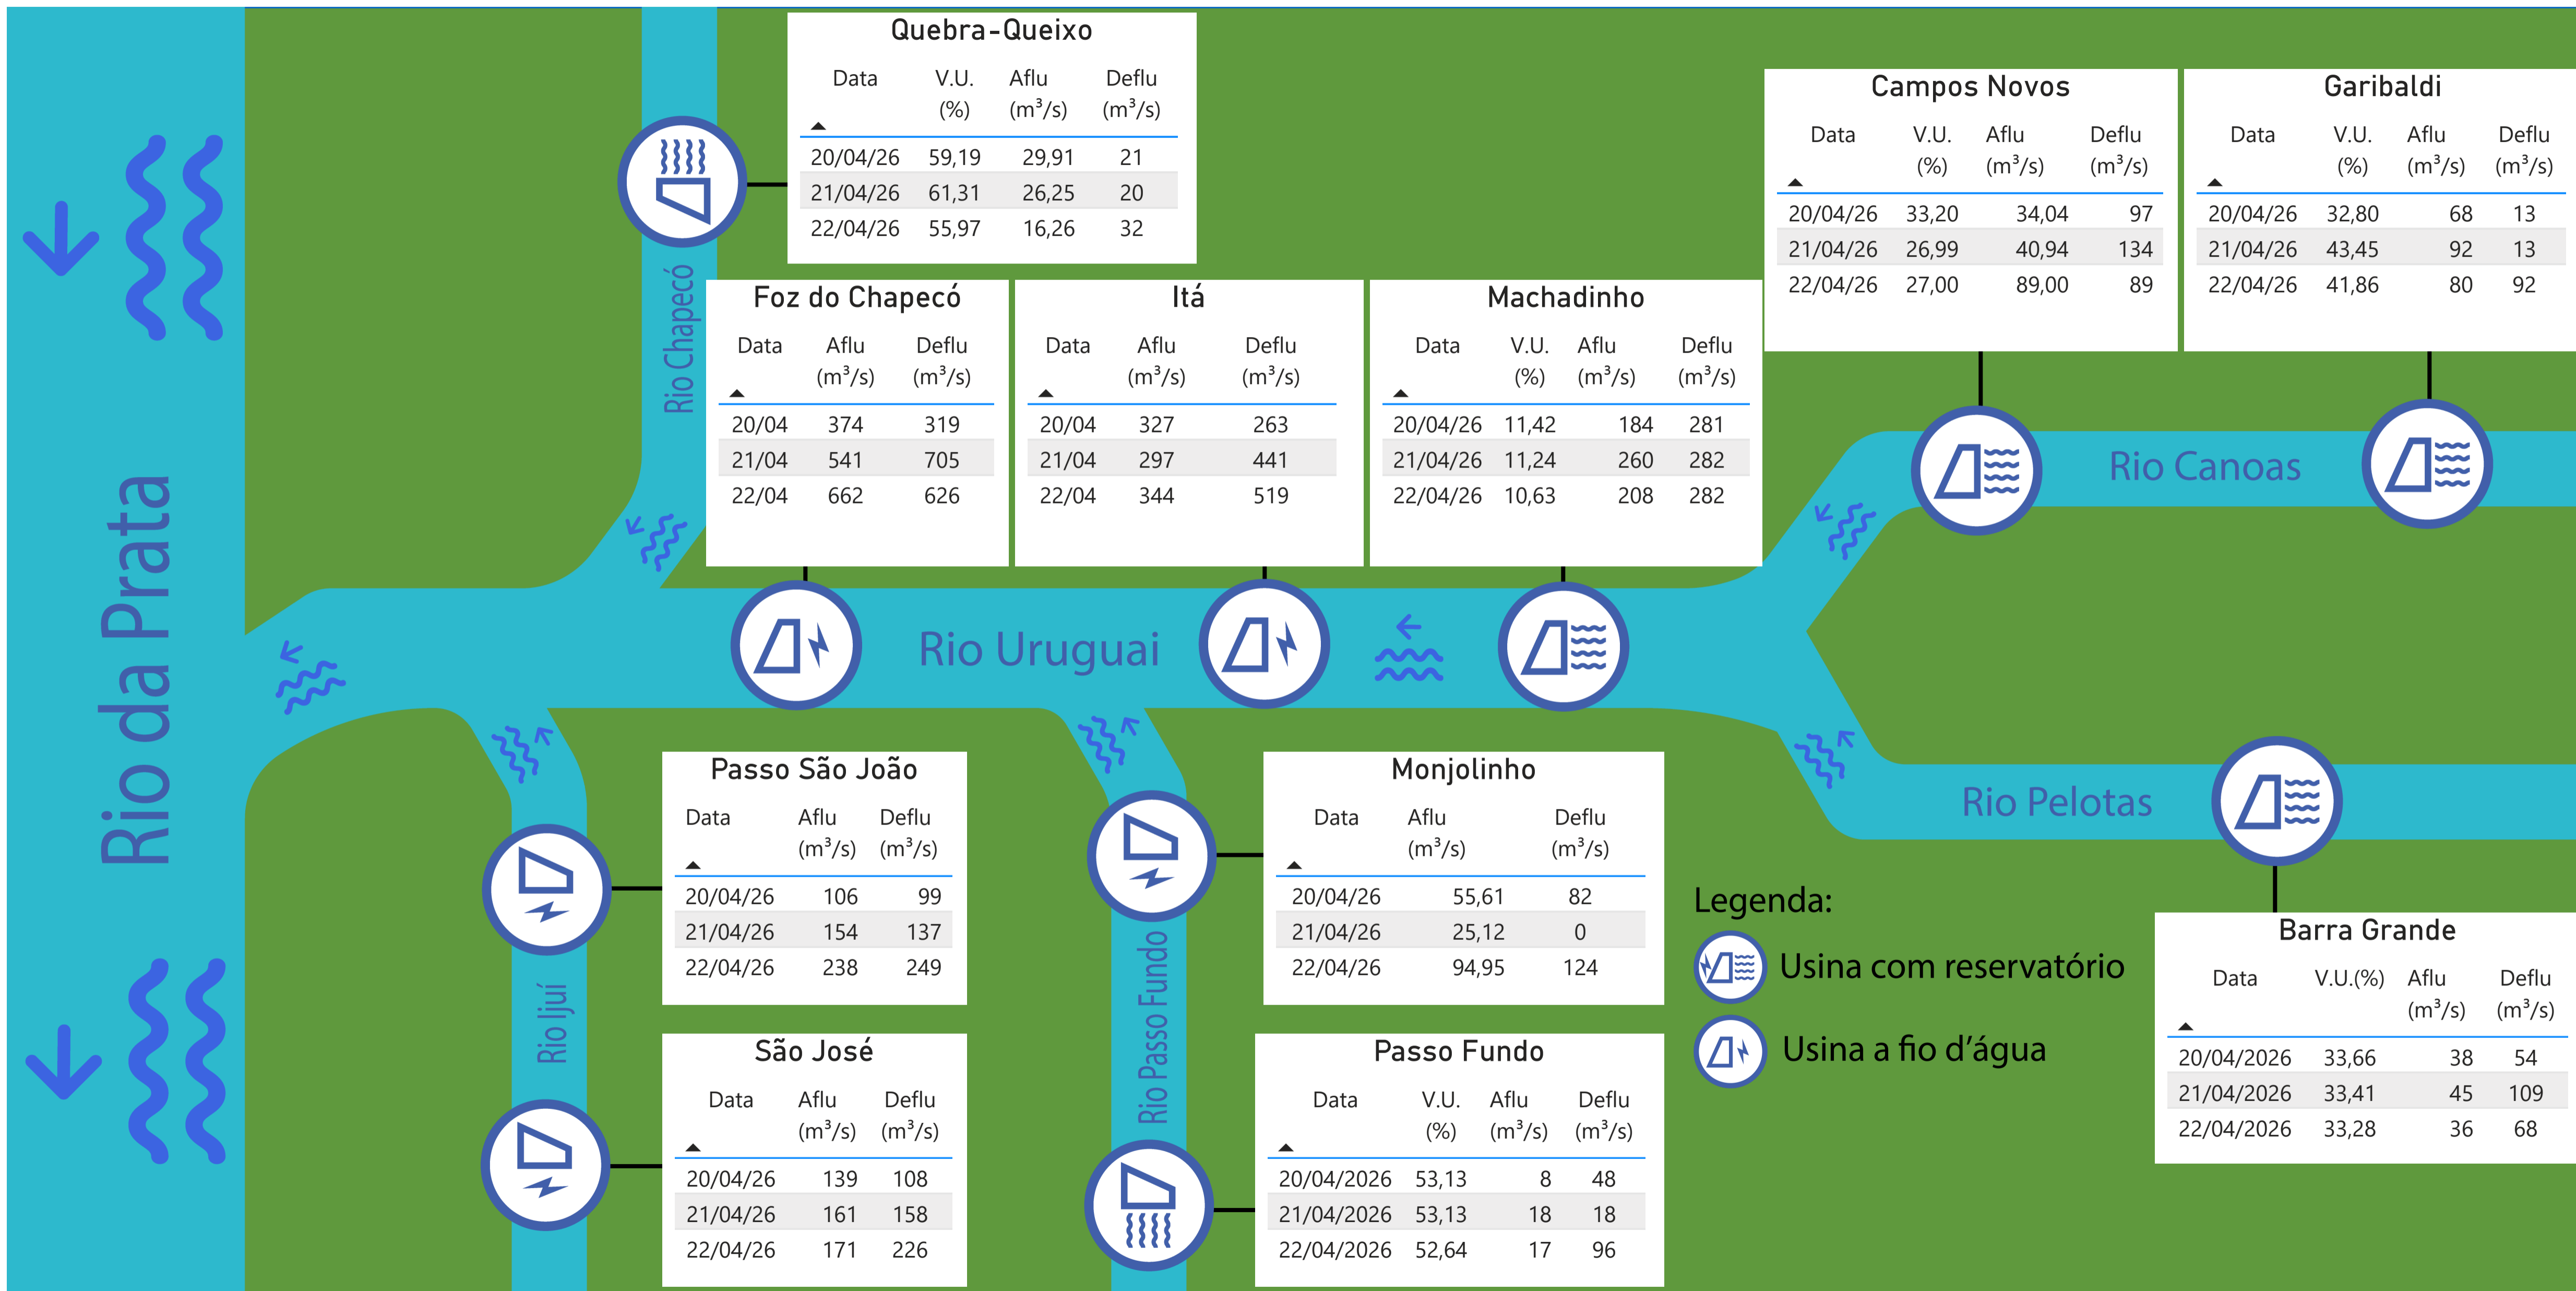 Rio da Prata
Quebra-Queixo
Data V.U. (%) Aflu (m³/s) Deflu (m³/s)
20/04/26 59,19 29,91 21
21/04/26 61,31 26,25 20
22/04/26 55,97 16,26 32
Rio Chapecó
Foz do Chapecó
Data Aflu (m³/s) Deflu (m³/s)
20/04 374 319
21/04 541 705
22/04 662 626
Itá
Data Aflu (m³/s) Deflu (m³/s)
20/04 327 263
21/04 297 441
22/04 344 519
Machadinho
Data V.U. (%) Aflu (m³/s) Deflu (m³/s)
20/04/26 11,42 184 281
21/04/26 11,24 260 282
22/04/26 10,63 208 282
Campos Novos
Data V.U. (%) Aflu (m³/s) Deflu (m³/s)
20/04/26 33,20 34,04 97
21/04/26 26,99 40,94 134
22/04/26 27,00 89,00 89
Garibaldi
Data V.U. (%) Aflu (m³/s) Deflu (m³/s)
20/04/26 32,80 68 13
21/04/26 43,45 92 13
22/04/26 41,86 80 92
Rio Canoas
Rio Uruguai
Rio Pelotas
Passo São João
Data Aflu (m³/s) Deflu (m³/s)
20/04/26 106 99
21/04/26 154 137
22/04/26 238 249
Rio Ijuí
São José
Data Aflu (m³/s) Deflu (m³/s)
20/04/26 139 108
21/04/26 161 158
22/04/26 171 226
Monjolinho
Data Aflu (m³/s) Deflu (m³/s)
20/04/26 55,61 82
21/04/26 25,12 0
22/04/26 94,95 124
Rio Passo Fundo
Passo Fundo
Data V.U. (%) Aflu (m³/s) Deflu (m³/s)
20/04/2026 53,13 8 48
21/04/2026 53,13 18 18
22/04/2026 52,64 17 96
Legenda:
Usina com reservatório
Usina a fio d’água
Barra Grande
Data V.U.(%) Aflu (m³/s) Deflu (m³/s)
20/04/2026 33,66 38 54
21/04/2026 33,41 45 109
22/04/2026 33,28 36 68